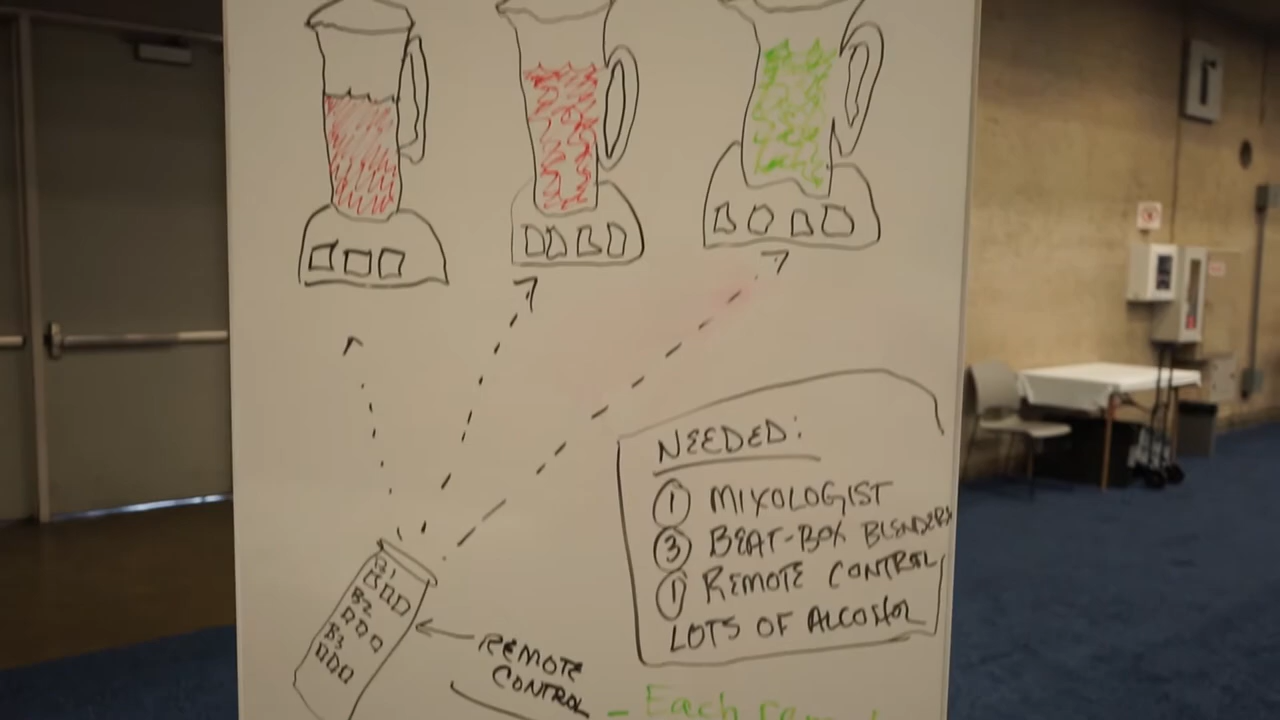 NEEDED:
① MIXOLOGIST
③ BEAT-BOX BLENDERS
① REMOTE CONTROL
LOTS OF ALCOHOL
B1
B2
B3
REMOTE
CONTROL
- Each